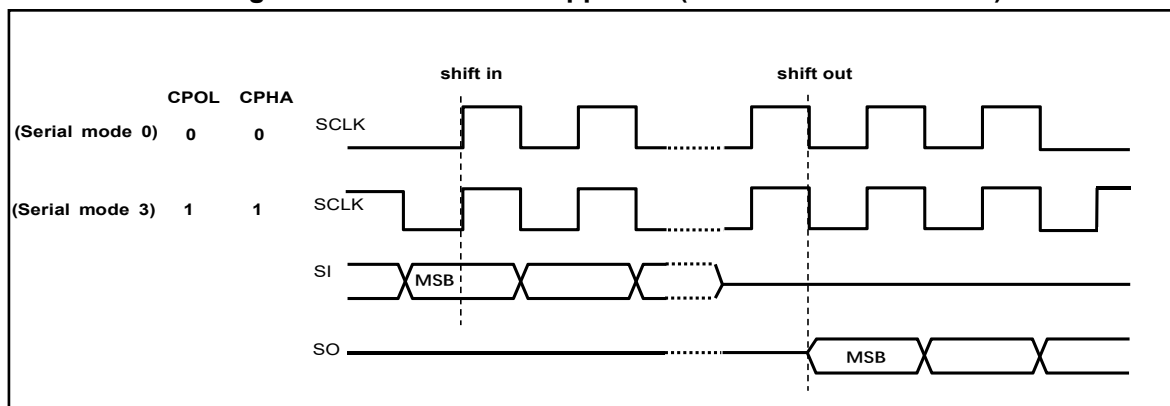 shift in shift out
CPOL CPHA
(Serial mode 0) 0 0 SCLK
(Serial mode 3) 1 1 SCLK
SI MSB
SO MSB